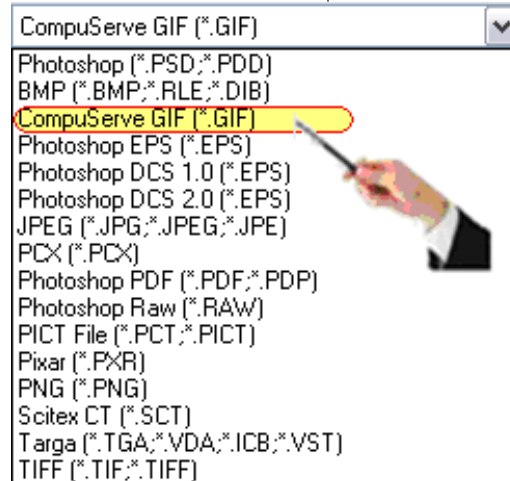 CompuServe GIF (*.GIF)
Photoshop (*.PSD;*.PDD)
BMP (*.BMP;*.RLE;*.DIB)
CompuServe GIF (*.GIF)
Photoshop EPS (*.EPS)
Photoshop DCS 1.0 (*.EPS)
Photoshop DCS 2.0 (*.EPS)
JPEG (*.JPG;*.JPEG;*.JPE)
PCX (*.PCX)
Photoshop PDF (*.PDF;*.PDP)
Photoshop Raw (*.RAW)
PICT File (*.PCT;*.PICT)
Pixar (*.PXR)
PNG (*.PNG)
Scitex CT (*.SCT)
Targa (*.TGA;*.VDA;*.ICB;*.VST)
TIFF (*.TIF;*.TIFF)